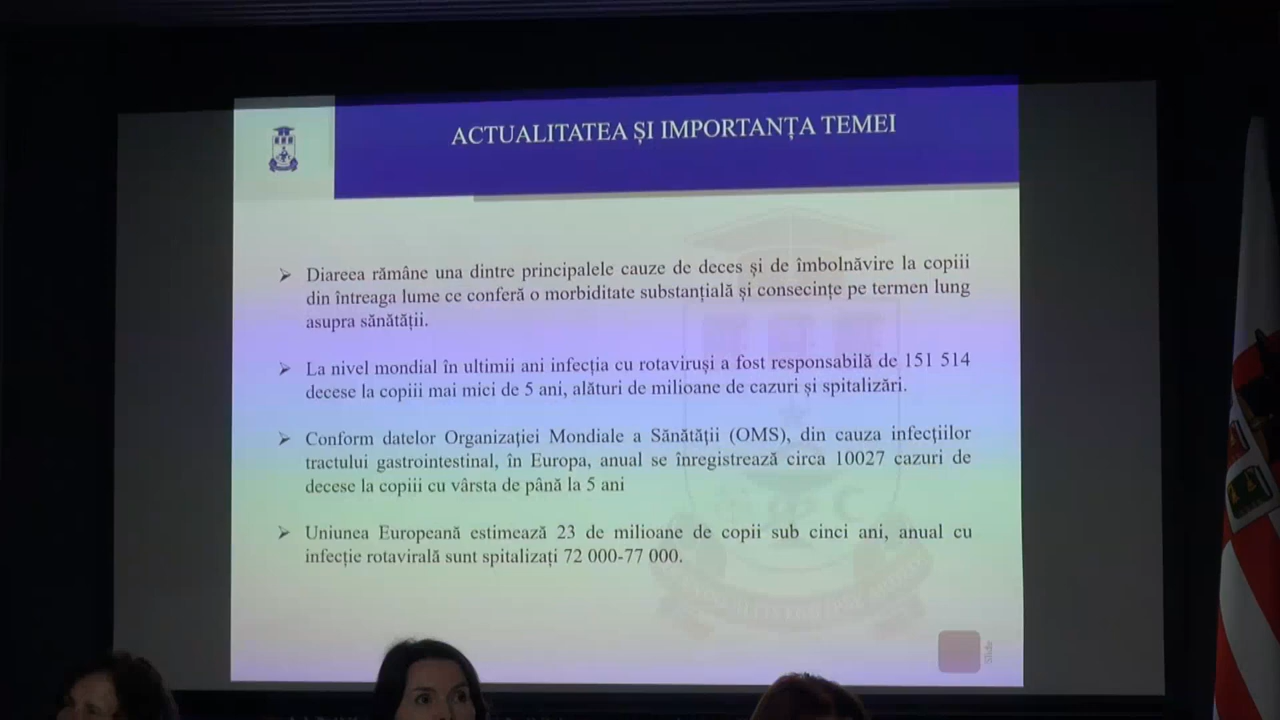 ACTUALITATEA ȘI IMPORTANȚA TEMEI
➢ Diareea rămâne una dintre principalele cauze de deces și de îmbolnăvire la copiii
din întreaga lume ce conferă o morbiditate substanțială și consecințe pe termen lung
asupra sănătății.
➢ La nivel mondial în ultimii ani infecția cu rotaviruși a fost responsabilă de 151 514
decese la copiii mai mici de 5 ani, alături de milioane de cazuri și spitalizări.
➢ Conform datelor Organizației Mondiale a Sănătății (OMS), din cauza infecțiilor
tractului gastrointestinal, în Europa, anual se înregistrează circa 10027 cazuri de
decese la copiii cu vârsta de până la 5 ani
➢ Uniunea Europeană estimează 23 de milioane de copii sub cinci ani, anual cu
infecție rotavirală sunt spitalizați 72 000-77 000.
Slide